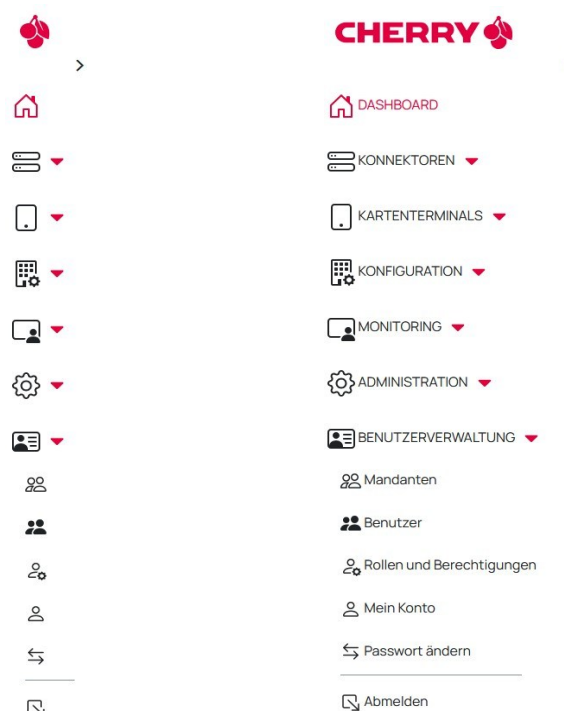 CHERRY
DASHBOARD
KONNEKTOREN
KARTENTERMINALS
KONFIGURATION
MONITORING
ADMINISTRATION
BENUTZERVERWALTUNG
Mandanten
Benutzer
Rollen und Berechtigungen
Mein Konto
Passwort ändern
Abmelden